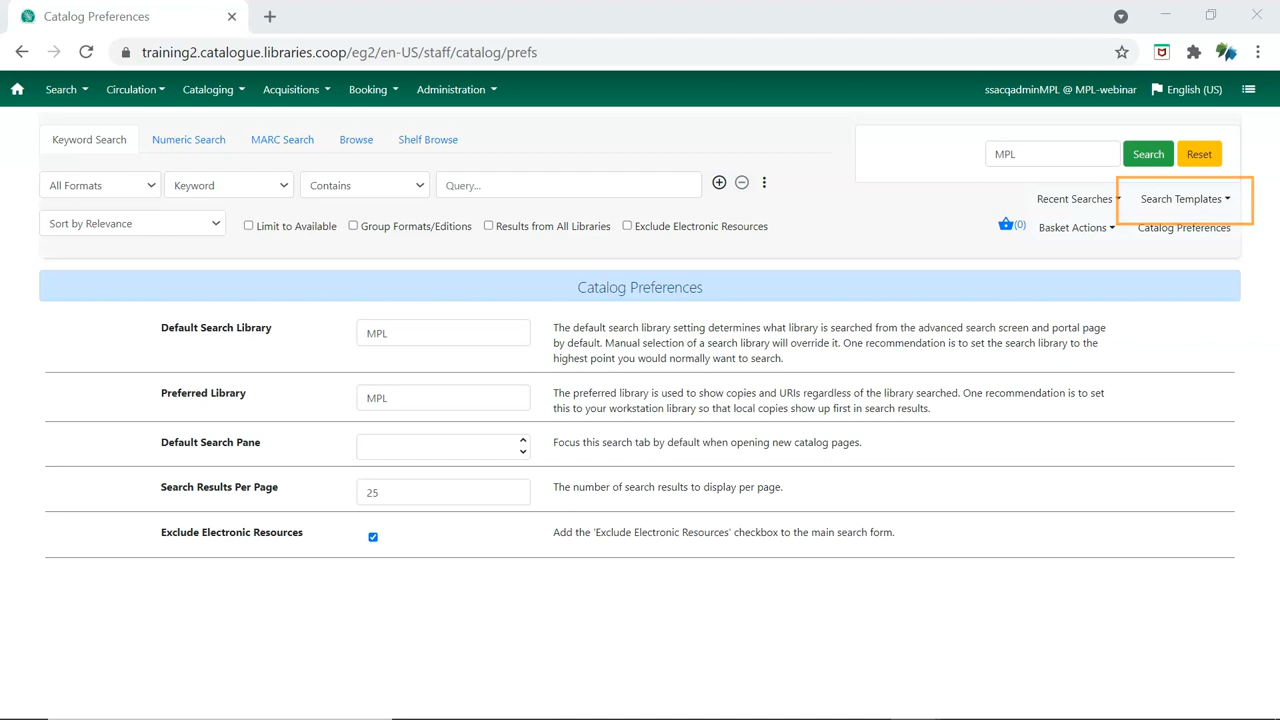 Catalog Preferences
training2.catalogue.libraries.coop/eg2/en-US/staff/catalog/prefs
Search Circulation Cataloging Acquisitions Booking Administration ssacqadminMPL @ MPL-webinar English (US)
Keyword Search Numeric Search MARC Search Browse Shelf Browse
MPL Search Reset
All Formats Keyword Contains Query...
Recent Searches Search Templates
Sort by Relevance Limit to Available Group Formats/Editions Results from All Libraries Exclude Electronic Resources
(0) Basket Actions Catalog Preferences
Catalog Preferences
Default Search Library MPL The default search library setting determines what library is searched from the advanced search screen and portal page
by default. Manual selection of a search library will override it. One recommendation is to set the search library to the
highest point you would normally want to search.
Preferred Library MPL The preferred library is used to show copies and URIs regardless of the library searched. One recommendation is to set
this to your workstation library so that local copies show up first in search results.
Default Search Pane Focus this search tab by default when opening new catalog pages.
Search Results Per Page 25 The number of search results to display per page.
Exclude Electronic Resources Add the 'Exclude Electronic Resources' checkbox to the main search form.